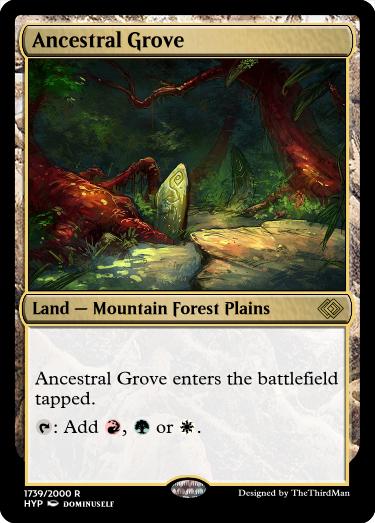 Ancestral Grove
Land — Mountain Forest Plains
Ancestral Grove enters the battlefield
tapped.
: Add , or .
1739/2000 R
HYP DOMINUSELF
Designed by TheThirdMan